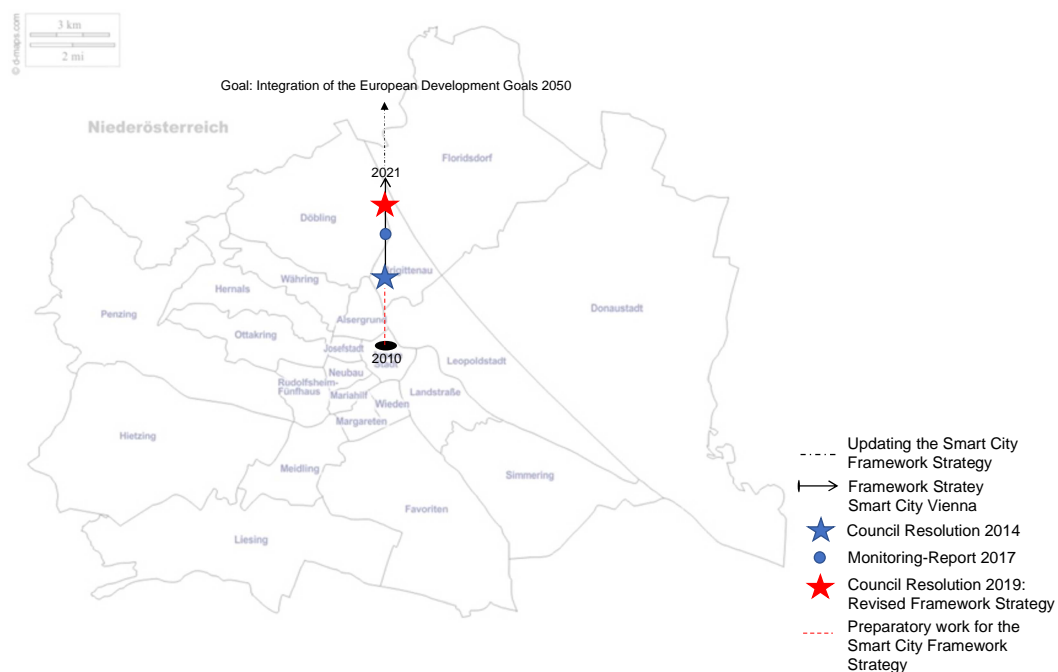 3 km
2 mi
© d-maps.com
Goal: Integration of the European Development Goals 2050
Niederösterreich
Floridsdorf
2021
Döbling
Brigittenau
Währing
Hernals
Penzing
Donaustadt
Alsergrund
Ottakring
Josefstadt
2010
Stadt
Leopoldstadt
Neubau
Rudolfsheim-
Fünfhaus
Mariahilf
Landstraße
Wieden
Margareten
Hietzing
Meidling
Simmering
Favoriten
Liesing
Updating the Smart City
Framework Strategy
Framework Stratey
Smart City Vienna
Council Resolution 2014
Monitoring-Report 2017
Council Resolution 2019:
Revised Framework Strategy
Preparatory work for the
Smart City Framework
Strategy